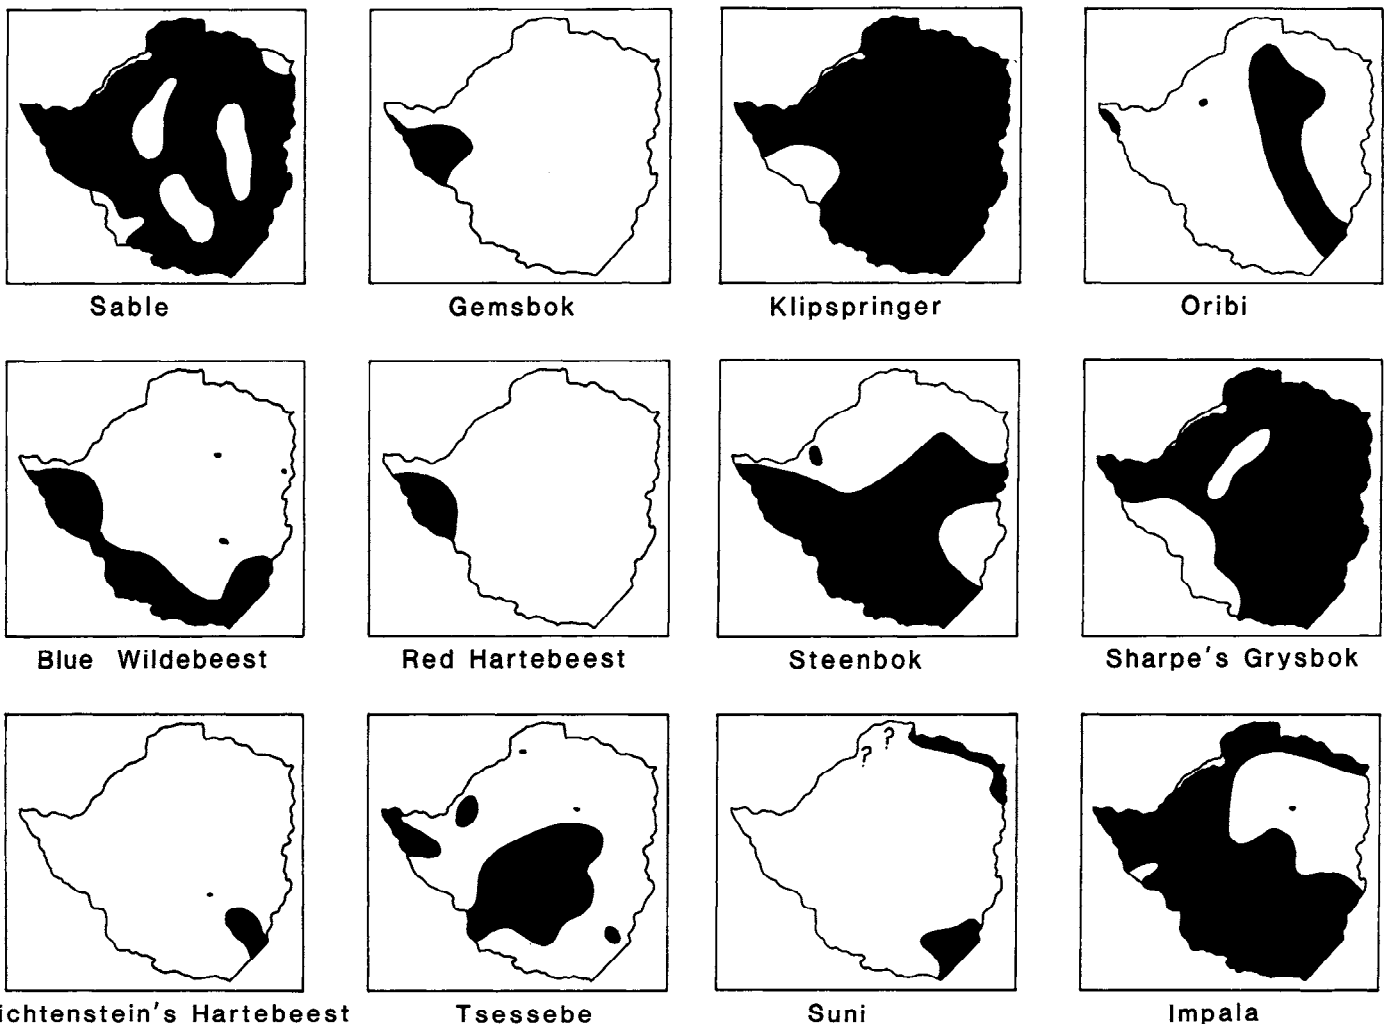 Sable Gemsbok Klipspringer Oribi
Blue Wildebeest Red Hartebeest Steenbok Sharpe's Grysbok
? ?
ichtenstein's Hartebeest Tsessebe Suni Impala